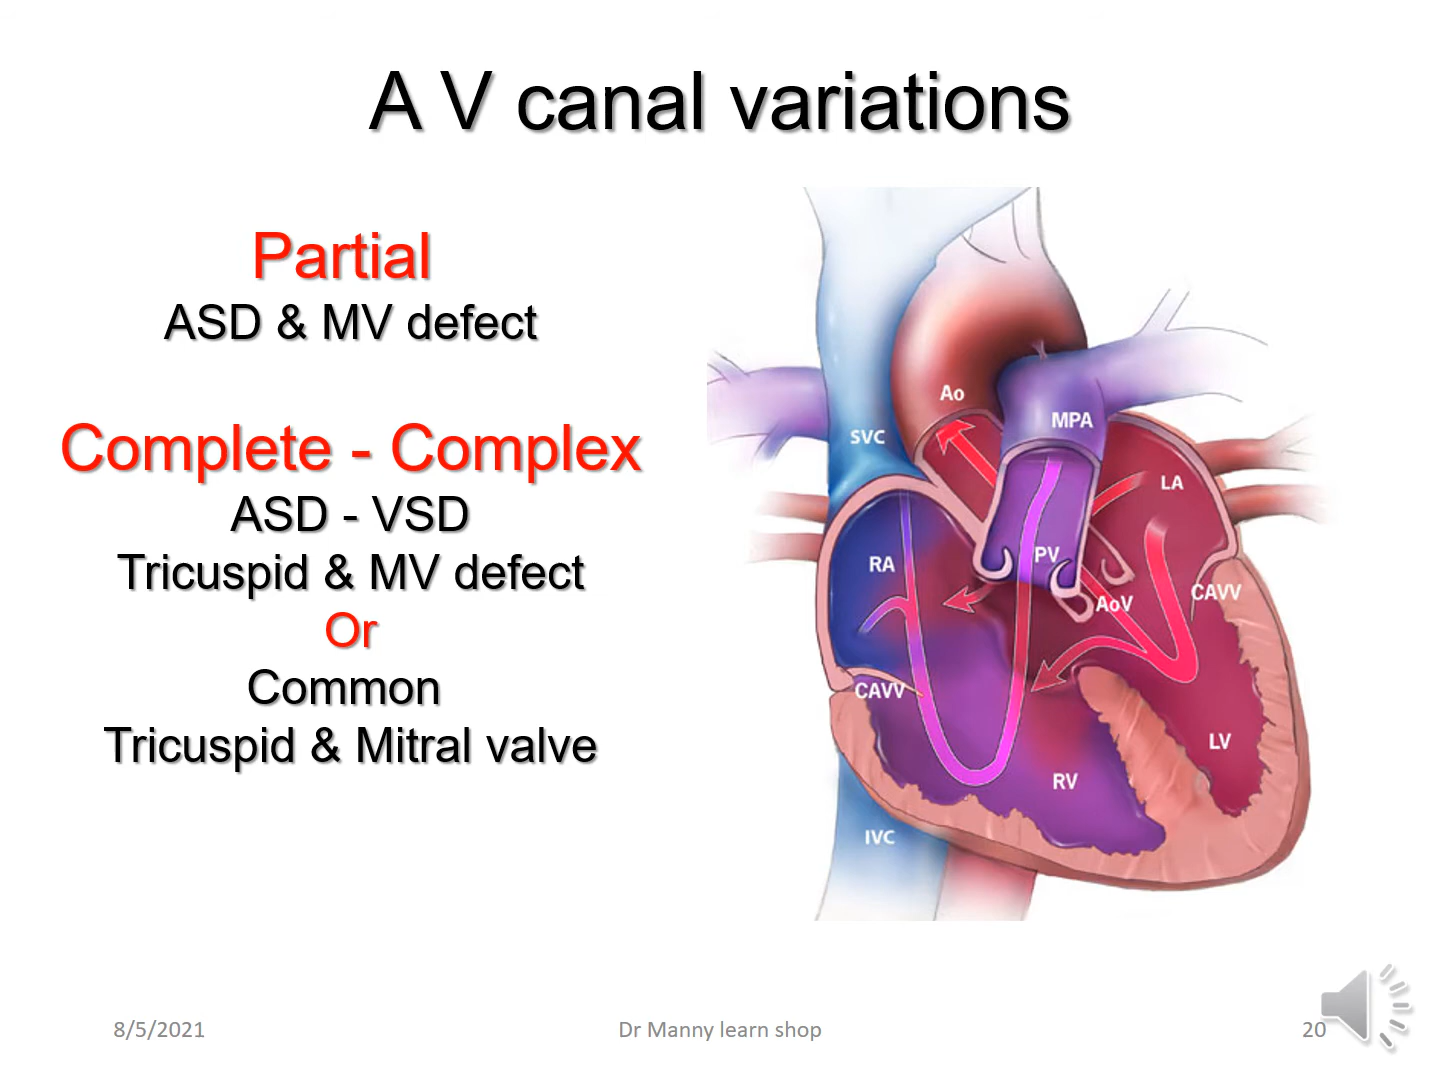 A V canal variations
Partial
ASD & MV defect
Complete - Complex
ASD - VSD
Tricuspid & MV defect
Or
Common
Tricuspid & Mitral valve
Ao
MPA
SVC
LA
PV
RA
CAVV
AoV
CAVV
LV
RV
IVC
8/5/2021
Dr Manny learn shop
20